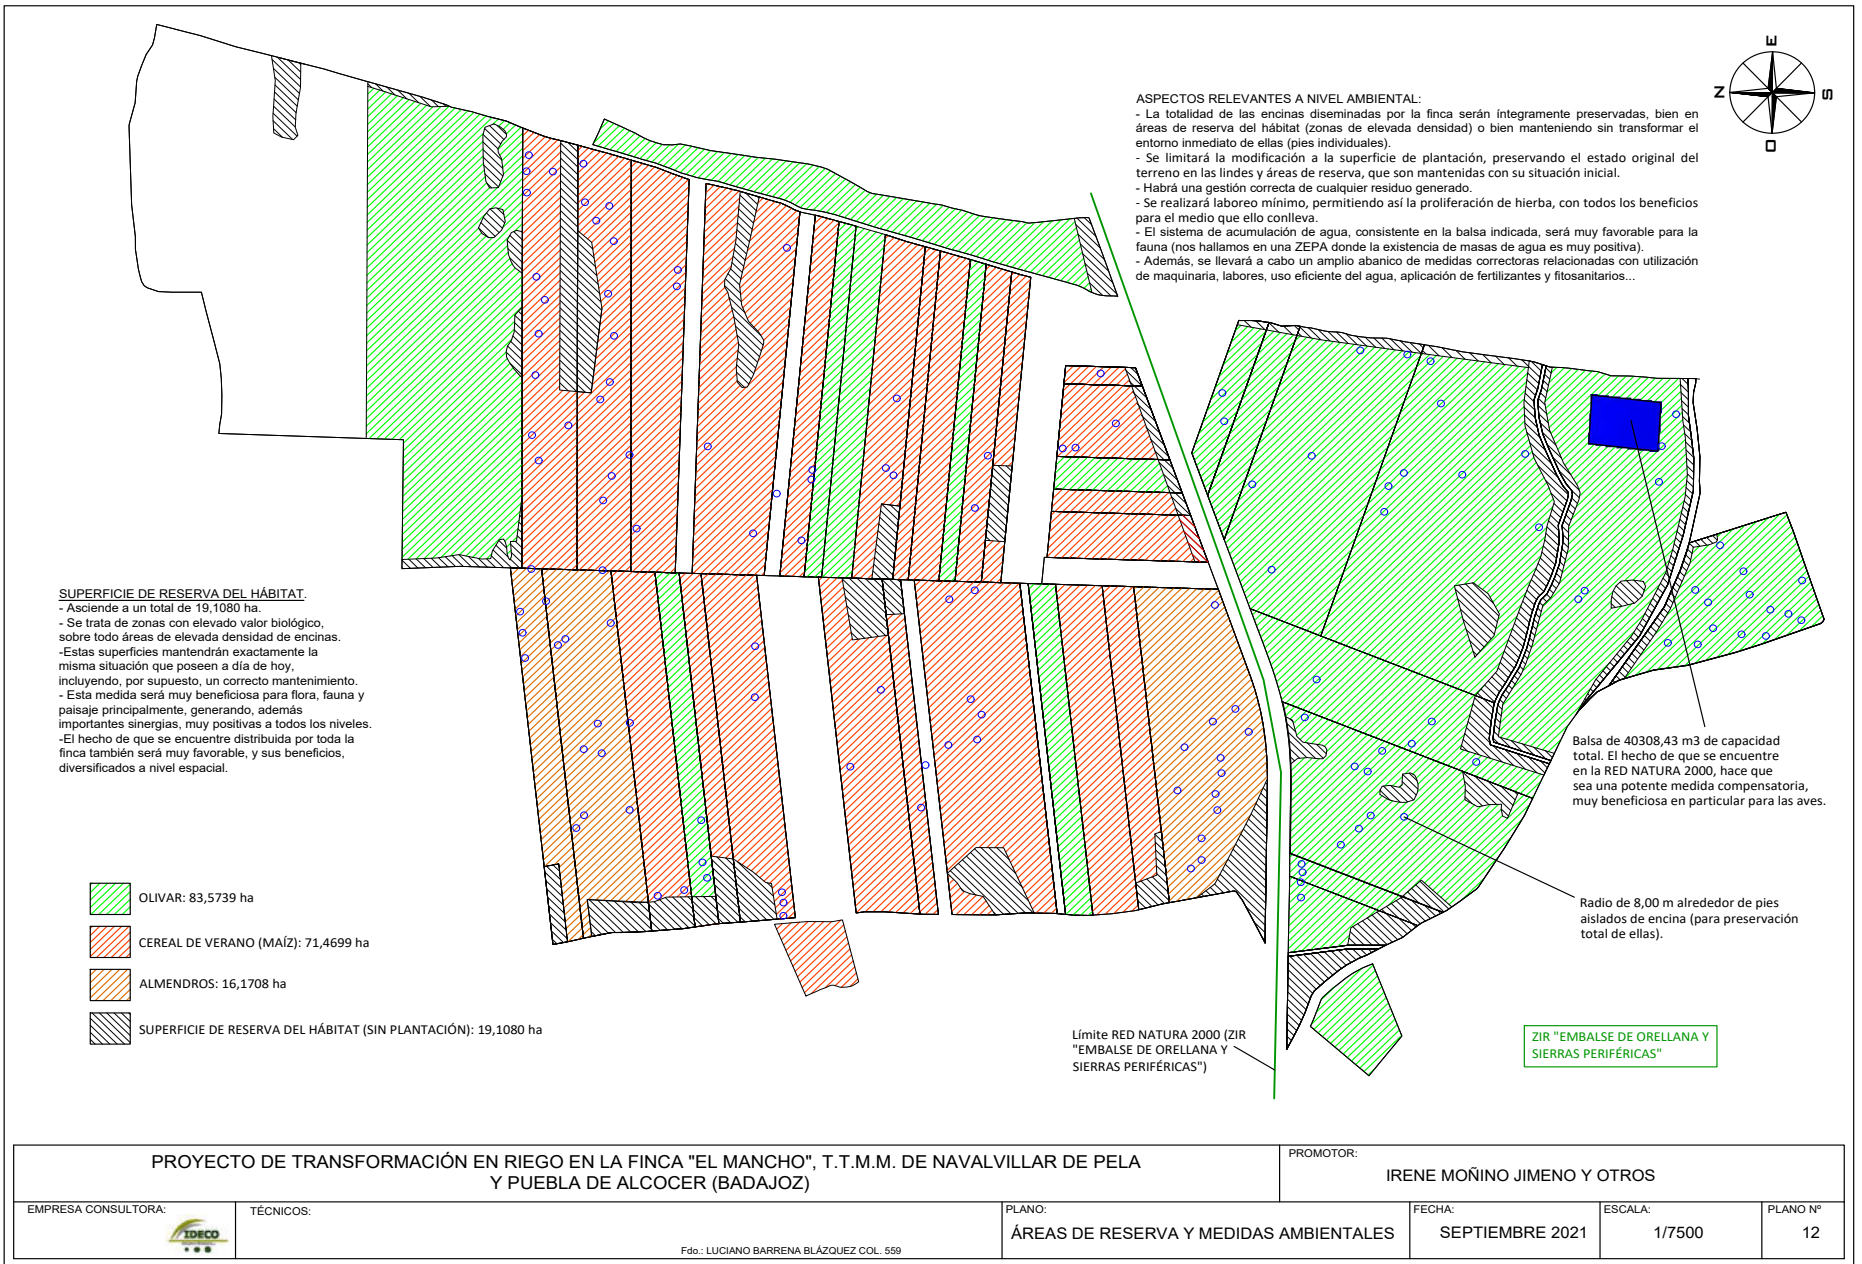 E
N
S
O
ASPECTOS RELEVANTES A NIVEL AMBIENTAL:
- La totalidad de las encinas diseminadas por la finca serán íntegramente preservadas, bien en
áreas de reserva del hábitat (zonas de elevada densidad) o bien manteniendo sin transformar el
entorno inmediato de ellas (pies individuales).
- Se limitará la modificación a la superficie de plantación, preservando el estado original del
terreno en las lindes y áreas de reserva, que son mantenidas con su situación inicial.
- Habrá una gestión correcta de cualquier residuo generado.
- Se realizará laboreo mínimo, permitiendo así la proliferación de hierba, con todos los beneficios
para el medio que ello conlleva.
- El sistema de acumulación de agua, consistente en la balsa indicada, será muy favorable para la
fauna (nos hallamos en una ZEPA donde la existencia de masas de agua es muy positiva).
- Además, se llevará a cabo un amplio abanico de medidas correctoras relacionadas con utilización
de maquinaria, labores, uso eficiente del agua, aplicación de fertilizantes y fitosanitarios...
SUPERFICIE DE RESERVA DEL HÁBITAT.
- Asciende a un total de 19,1080 ha.
- Se trata de zonas con elevado valor biológico,
sobre todo áreas de elevada densidad de encinas.
-Estas superficies mantendrán exactamente la
misma situación que poseen a día de hoy,
incluyendo, por supuesto, un correcto mantenimiento.
- Esta medida será muy beneficiosa para flora, fauna y
paisaje principalmente, generando, además
importantes sinergias, muy positivas a todos los niveles.
-El hecho de que se encuentre distribuida por toda la
finca también será muy favorable, y sus beneficios,
diversificados a nivel espacial.
Balsa de 40308,43 m3 de capacidad
total. El hecho de que se encuentre
en la RED NATURA 2000, hace que
sea una potente medida compensatoria,
muy beneficiosa en particular para las aves.
Radio de 8,00 m alrededor de pies
aislados de encina (para preservación
total de ellas).
OLIVAR: 83,5739 ha
CEREAL DE VERANO (MAÍZ): 71,4699 ha
ALMENDROS: 16,1708 ha
SUPERFICIE DE RESERVA DEL HÁBITAT (SIN PLANTACIÓN): 19,1080 ha
Límite RED NATURA 2000 (ZIR
"EMBALSE DE ORELLANA Y
SIERRAS PERIFÉRICAS")
ZIR "EMBALSE DE ORELLANA Y
SIERRAS PERIFÉRICAS"
PROYECTO DE TRANSFORMACIÓN EN RIEGO EN LA FINCA "EL MANCHO", T.T.M.M. DE NAVALVILLAR DE PELA
Y PUEBLA DE ALCOCER (BADAJOZ)
PROMOTOR:
IRENE MOÑINO JIMENO Y OTROS
EMPRESA CONSULTORA:
IDECO
TÉCNICOS:
Fdo.: LUCIANO BARRENA BLÁZQUEZ COL. 559
PLANO:
ÁREAS DE RESERVA Y MEDIDAS AMBIENTALES
FECHA:
SEPTIEMBRE 2021
ESCALA:
1/7500
PLANO Nº
12